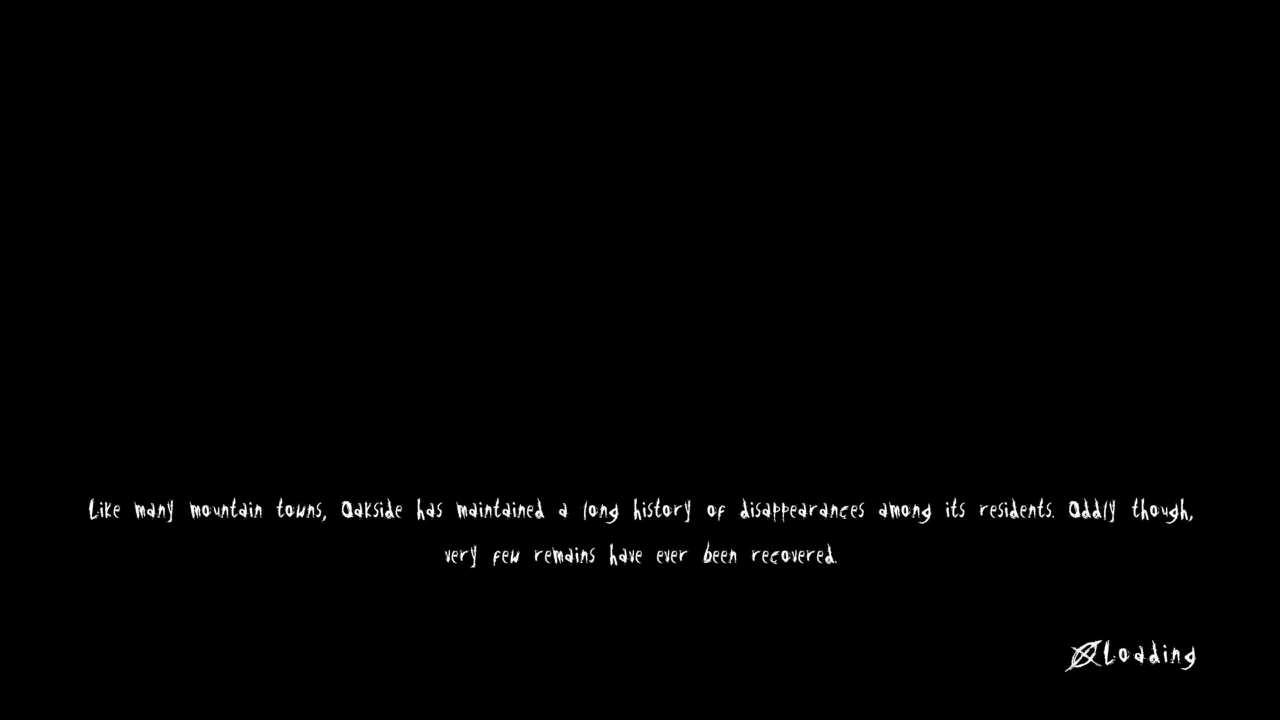 Like many mountain towns, Oakside has maintained a long history of disappearances among its residents. Oddly though,
very few remains have ever been recovered.
Loading